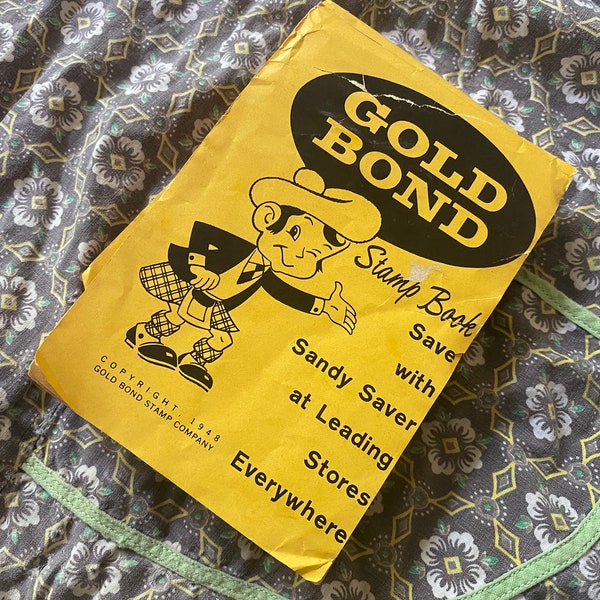 GOLD
BOND
Stamp Book
Save
with
Sandy Saver
at Leading
Stores
Everywhere
COPYRIGHT, 1948
GOLD BOND STAMP COMPANY